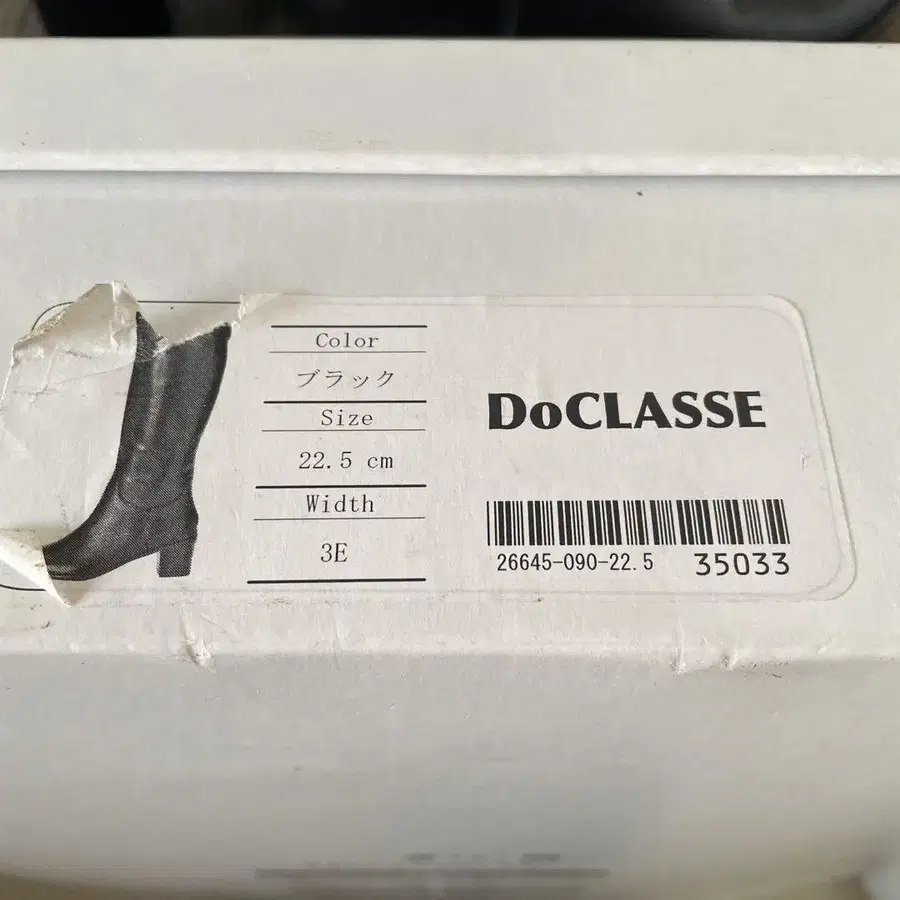 Color
ブラック
Size
22.5 cm
Width
3E
DoCLASSE
26645-090-22.5 35033